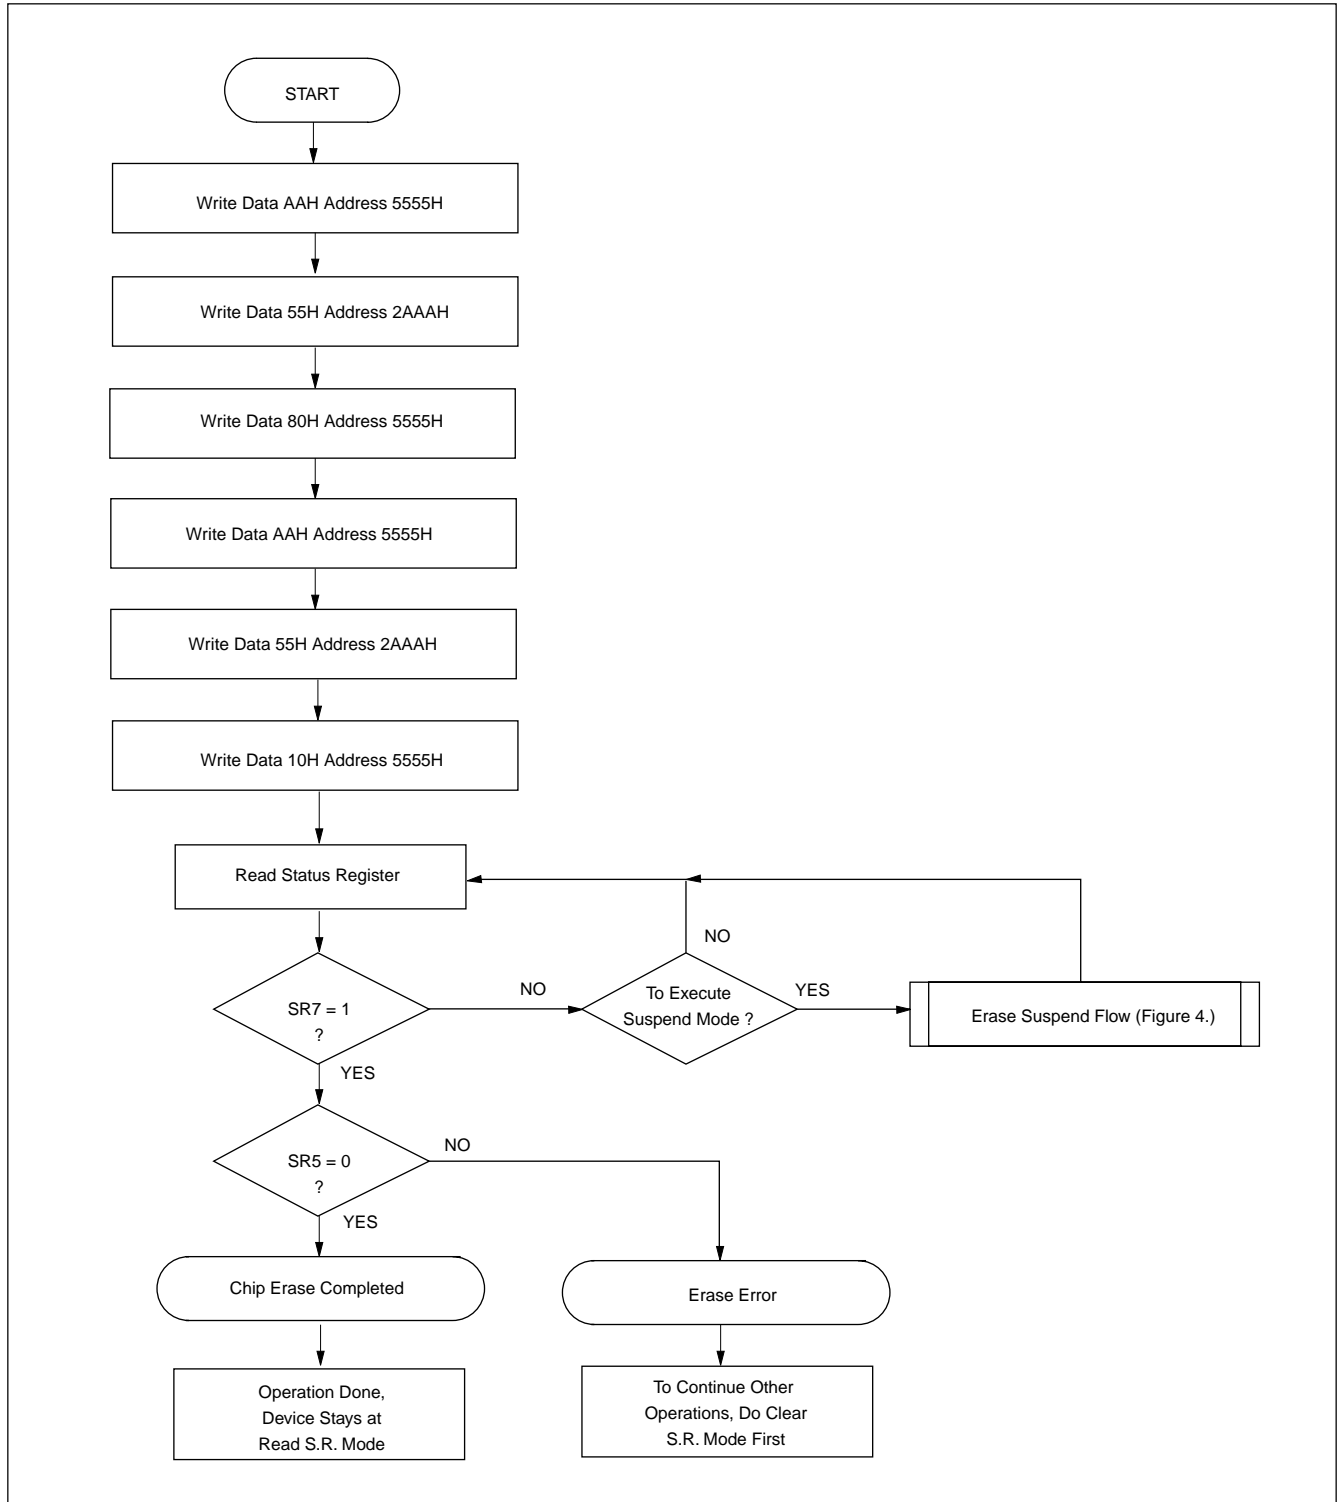 START
Write Data AAH Address 5555H
Write Data 55H Address 2AAAH
Write Data 80H Address 5555H
Write Data AAH Address 5555H
Write Data 55H Address 2AAAH
Write Data 10H Address 5555H
Read Status Register
NO
SR7 = 1
?
NO
To Execute
Suspend Mode ?
YES
Erase Suspend Flow (Figure 4.)
YES
SR5 = 0
?
NO
YES
Chip Erase Completed
Erase Error
Operation Done,
Device Stays at
Read S.R. Mode
To Continue Other
Operations, Do Clear
S.R. Mode First